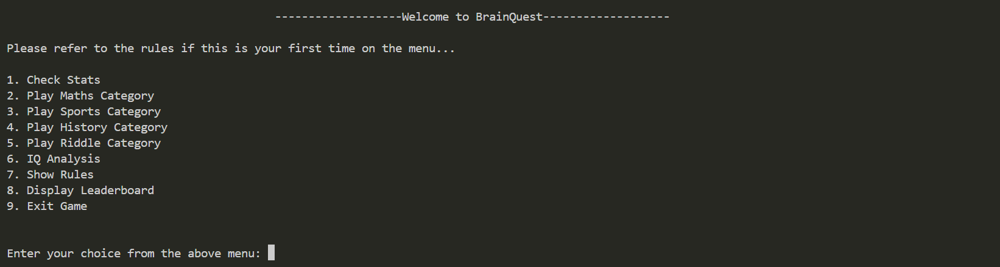 -------------------Welcome to BrainQuest-------------------
Please refer to the rules if this is your first time on the menu...
1. Check Stats
2. Play Maths Category
3. Play Sports Category
4. Play History Category
5. Play Riddle Category
6. IQ Analysis
7. Show Rules
8. Display Leaderboard
9. Exit Game
Enter your choice from the above menu: